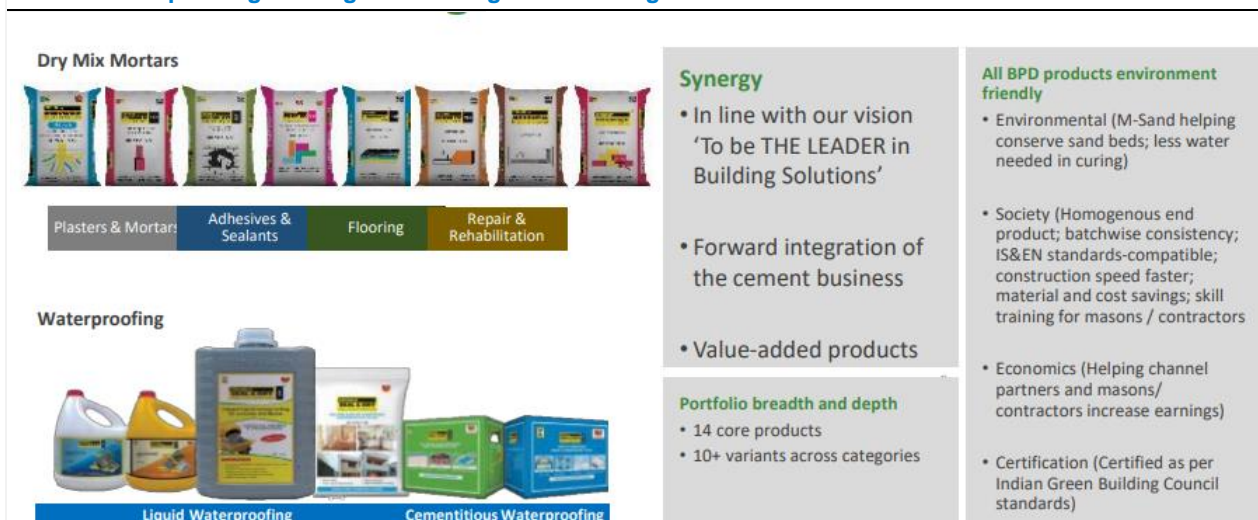 Dry Mix Mortars
Plasters & Mortars
Adhesives &
Sealants
Flooring
Repair &
Rehabilitation
Waterproofing
Liquid Waterproofing
Cementitious Waterproofing
Synergy
• In line with our vision
‘To be THE LEADER in
Building Solutions’
• Forward integration of
the cement business
• Value-added products
Portfolio breadth and depth
• 14 core products
• 10+ variants across categories
All BPD products environment
friendly
• Environmental (M-Sand helping
conserve sand beds; less water
needed in curing)
• Society (Homogenous end
product; batchwise consistency;
IS&EN standards-compatible;
construction speed faster;
material and cost savings; skill
training for masons / contractors
• Economics (Helping channel
partners and masons/
contractors increase earnings)
• Certification (Certified as per
Indian Green Building Council
standards)